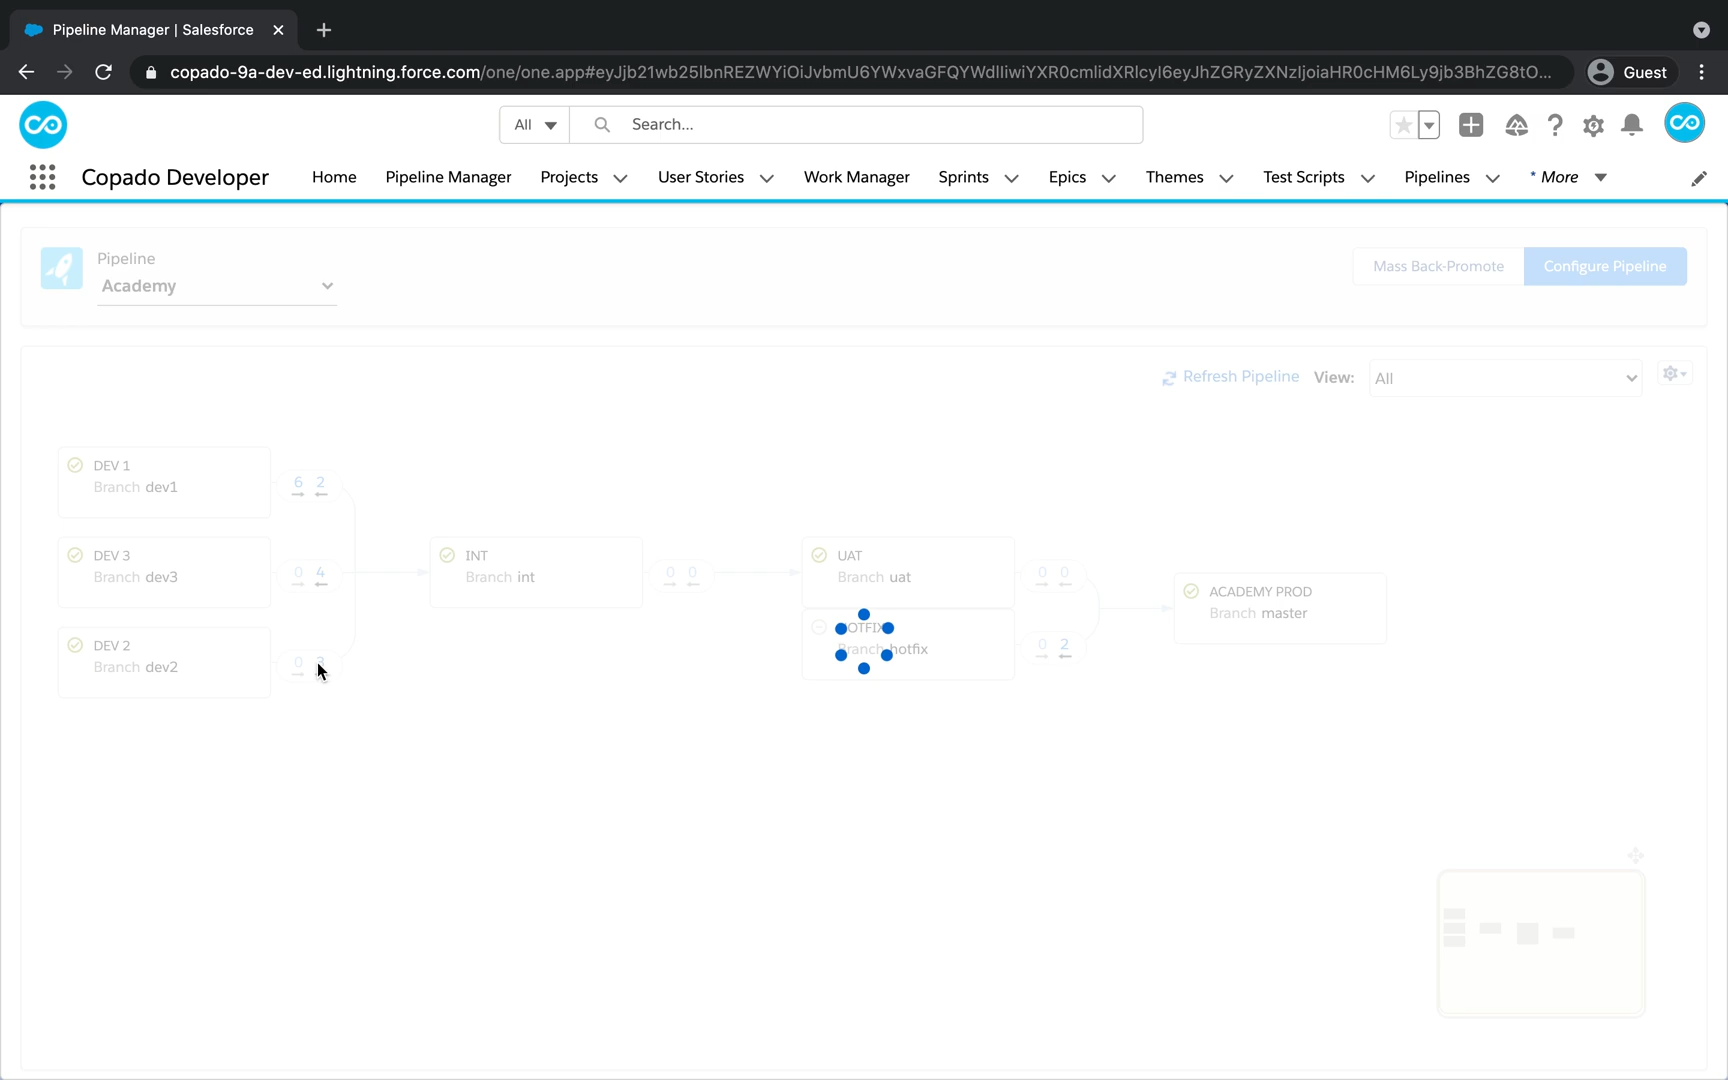 Pipeline Manager | Salesforce
copado-9a-dev-ed.lightning.force.com/one/one.app#eyJjb21wb25lbnREZWYiOiJvbmU6YWxvaGFQYWdlIiwiYXR0cmlidXRlcyI6eyJhZGRyZXNzIjoiaHR0cHM6Ly9jb3BhZG8tO...
Guest
All
Search...
Copado Developer
Home
Pipeline Manager
Projects
User Stories
Work Manager
Sprints
Epics
Themes
Test Scripts
Pipelines
* More
Pipeline
Academy
Mass Back-Promote
Configure Pipeline
Refresh Pipeline
View:
All
DEV 1
Branch dev1
6 2
DEV 3
Branch dev3
0 4
DEV 2
Branch dev2
0
INT
Branch int
0 0
UAT
Branch uat
0 0
HOTFIX
Branch hotfix
0 2
ACADEMY PROD
Branch master